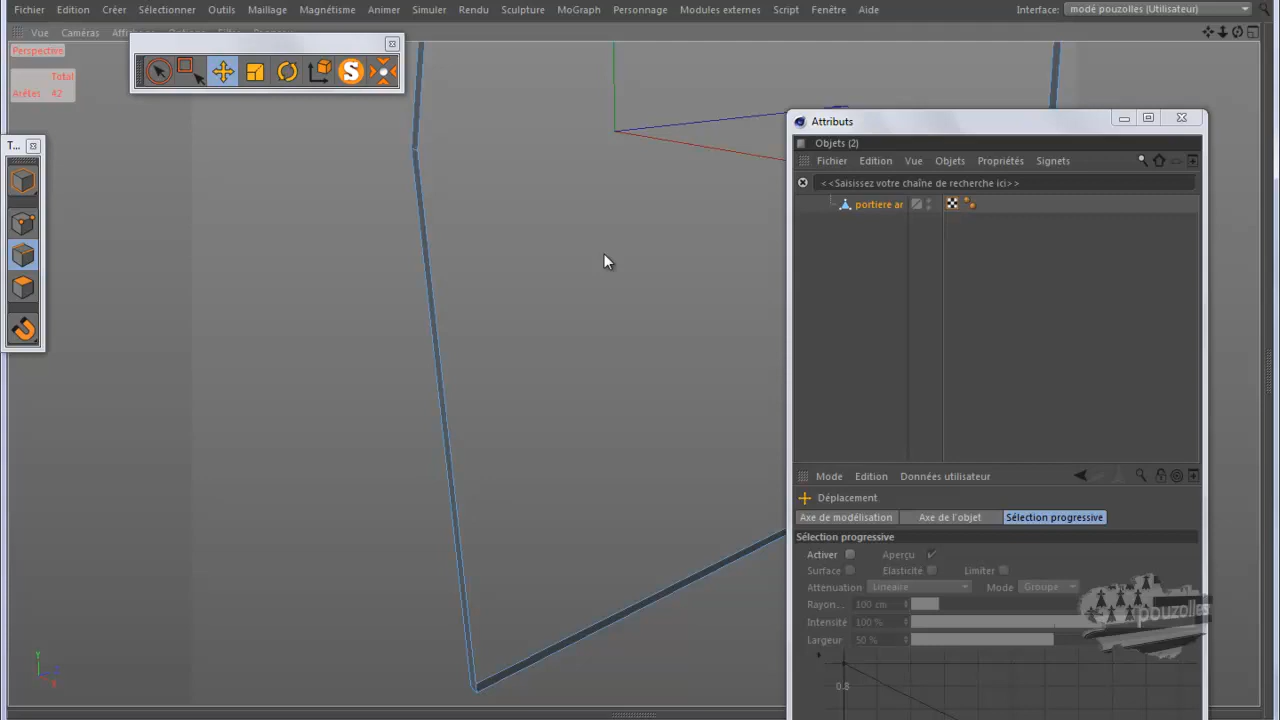 Fichier Edition Créer Sélectionner Outils Maillage Magnétisme Animer Simuler Rendu Sculpture MoGraph Personnage Modules externes Script Fenêtre Aide Interface: modé pouzolles (Utilisateur)
Vue Caméras
Perspective
Total
Arêtes 42
T...
S
Attributs
Objets (2)
Fichier Edition Vue Objets Propriétés Signets
<<Saisissez votre chaîne de recherche ici>>
portiere ar
Mode Edition Données utilisateur
Déplacement
Axe de modélisation Axe de l'objet Sélection progressive
Sélection progressive
Activer Aperçu
Surface Elasticité Limiter
Attenuation Linéaire Mode Groupe
Rayon... 100 cm
Intensité 100 %
Largeur 50 %
pouzolles
0.8
Y
X